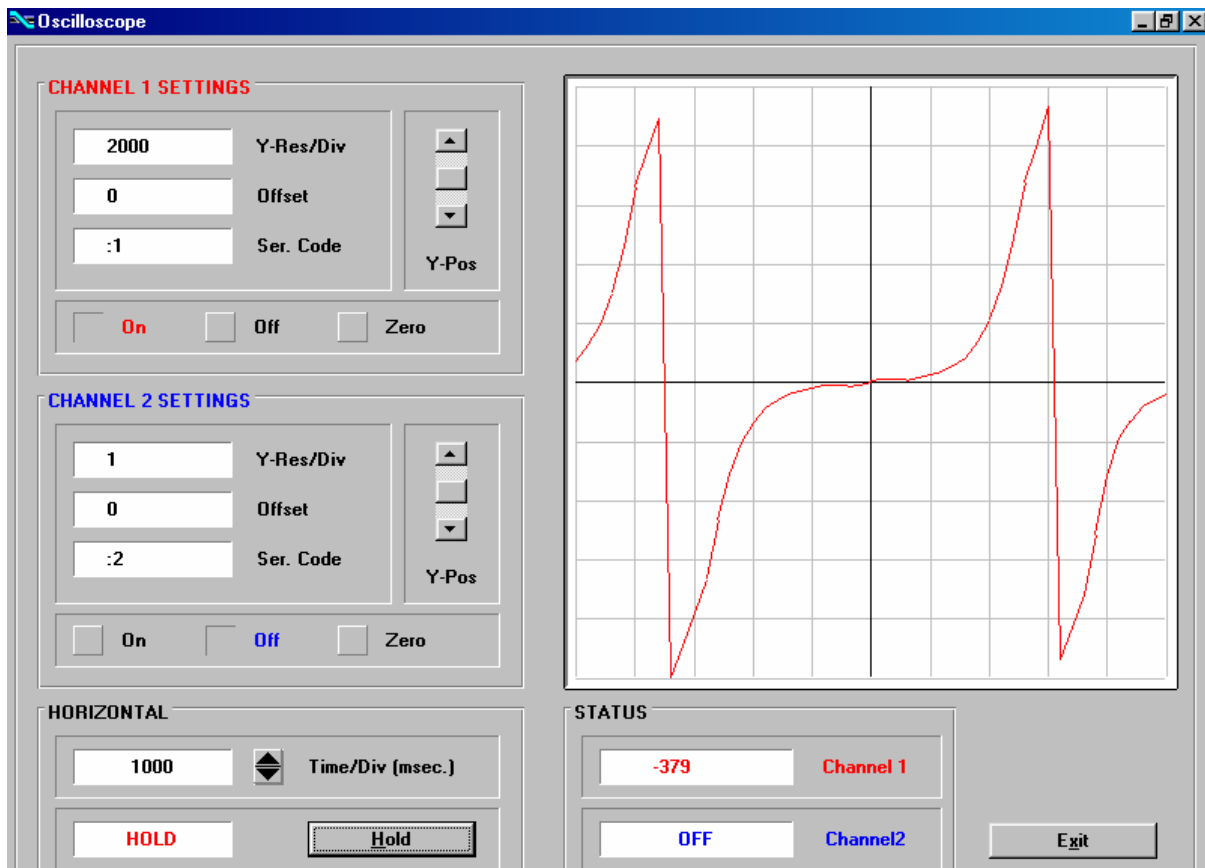 Oscilloscope
CHANNEL 1 SETTINGS
2000 Y-Res/Div
0 Offset
:1 Ser. Code
Y-Pos
On Off Zero
CHANNEL 2 SETTINGS
1 Y-Res/Div
0 Offset
:2 Ser. Code
Y-Pos
On Off Zero
HORIZONTAL
1000 Time/Div (msec.)
HOLD Hold
STATUS
-379 Channel 1
OFF Channel2
Exit